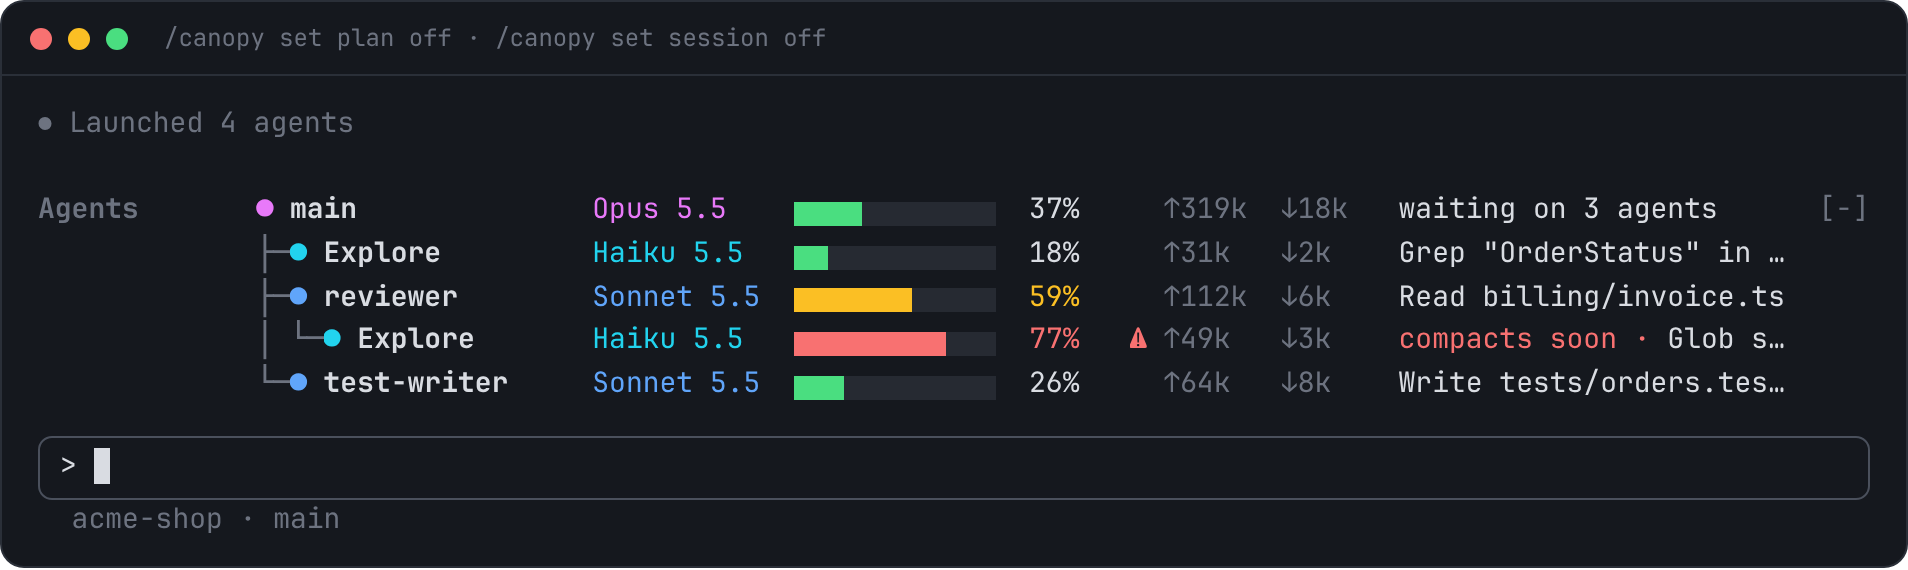 /canopy set plan off · /canopy set session off
● Launched 4 agents
Agents ● main Opus 5.5 37% ↑319k ↓18k waiting on 3 agents [-]
├─● Explore Haiku 5.5 18% ↑31k ↓2k Grep "OrderStatus" in …
├─● reviewer Sonnet 5.5 59% ↑112k ↓6k Read billing/invoice.ts
│ └─● Explore Haiku 5.5 77% ⚠ ↑49k ↓3k compacts soon · Glob s…
└─● test-writer Sonnet 5.5 26% ↑64k ↓8k Write tests/orders.tes…
>
acme-shop · main